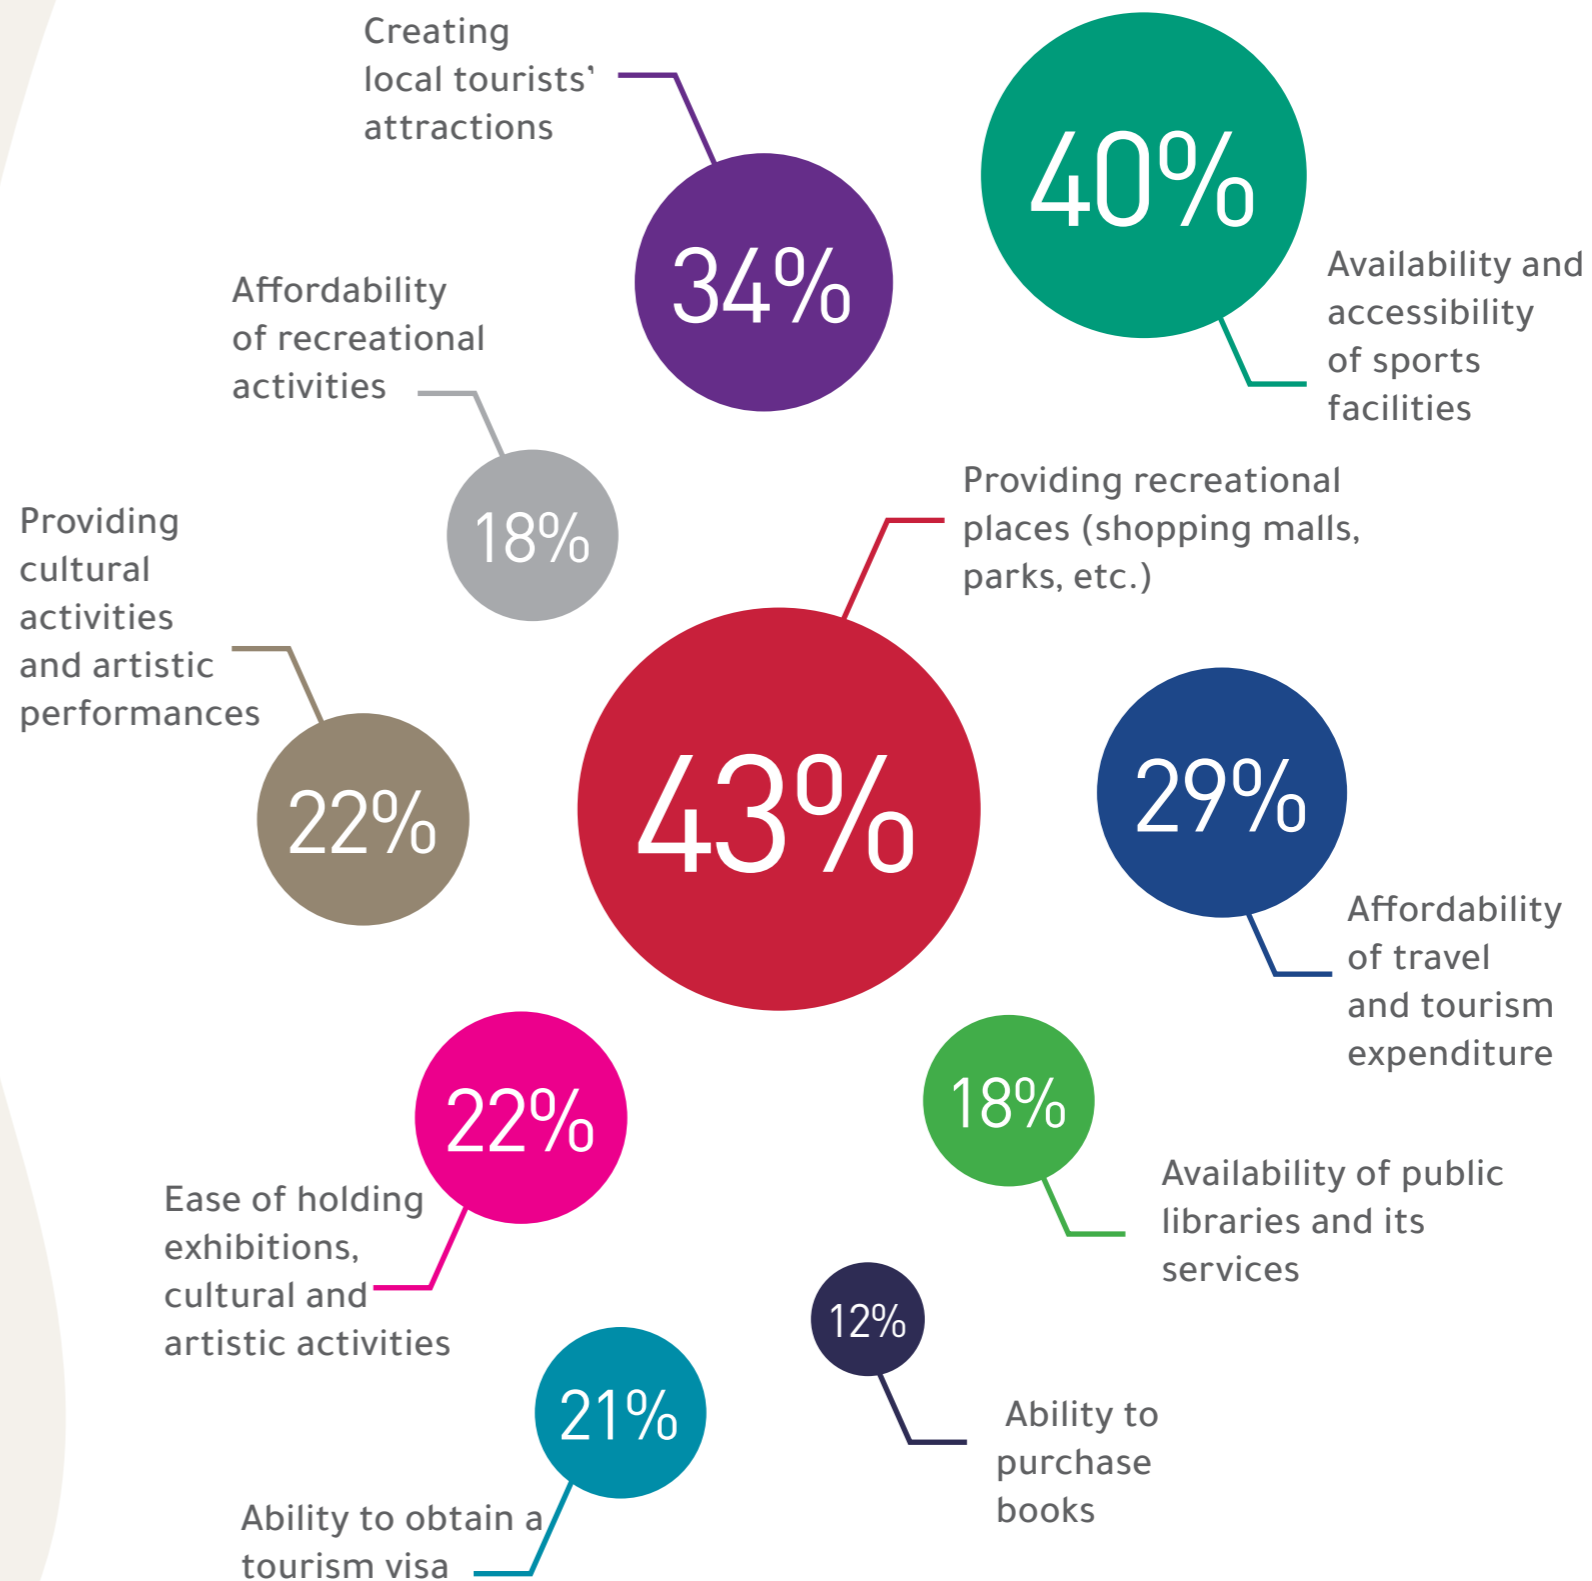 Creating
local tourists'
attractions
34%
40%
Availability and
accessibility
of sports
facilities
Affordability
of recreational
activities
18%
Providing recreational
places (shopping malls,
parks, etc.)
43%
Providing
cultural
activities
and artistic
performances
22%
29%
Affordability
of travel
and tourism
expenditure
22%
Ease of holding
exhibitions,
cultural and
artistic activities
18%
Availability of public
libraries and its
services
12%
Ability to
purchase
books
21%
Ability to obtain a
tourism visa